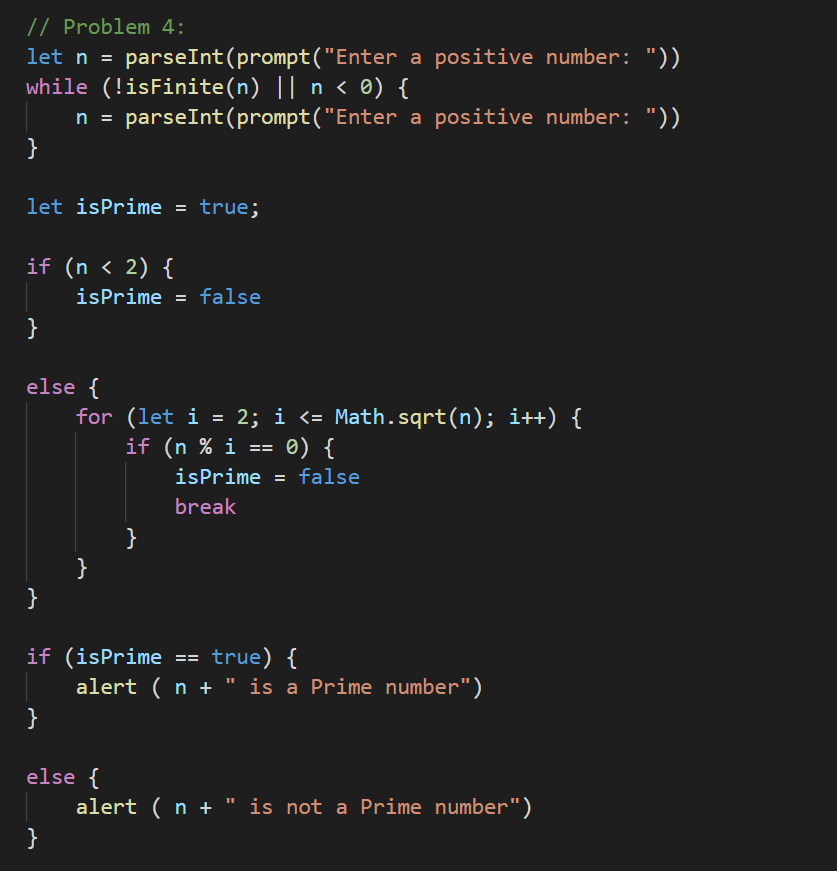 // Problem 4:
let n = parseInt(prompt("Enter a positive number: "))
while (!isFinite(n) || n < 0) {
    n = parseInt(prompt("Enter a positive number: "))
}

let isPrime = true;

if (n < 2) {
    isPrime = false
}

else {
    for (let i = 2; i <= Math.sqrt(n); i++) {
        if (n % i == 0) {
            isPrime = false
            break
        }
    }
}

if (isPrime == true) {
    alert ( n + " is a Prime number")
}

else {
    alert ( n + " is not a Prime number")
}